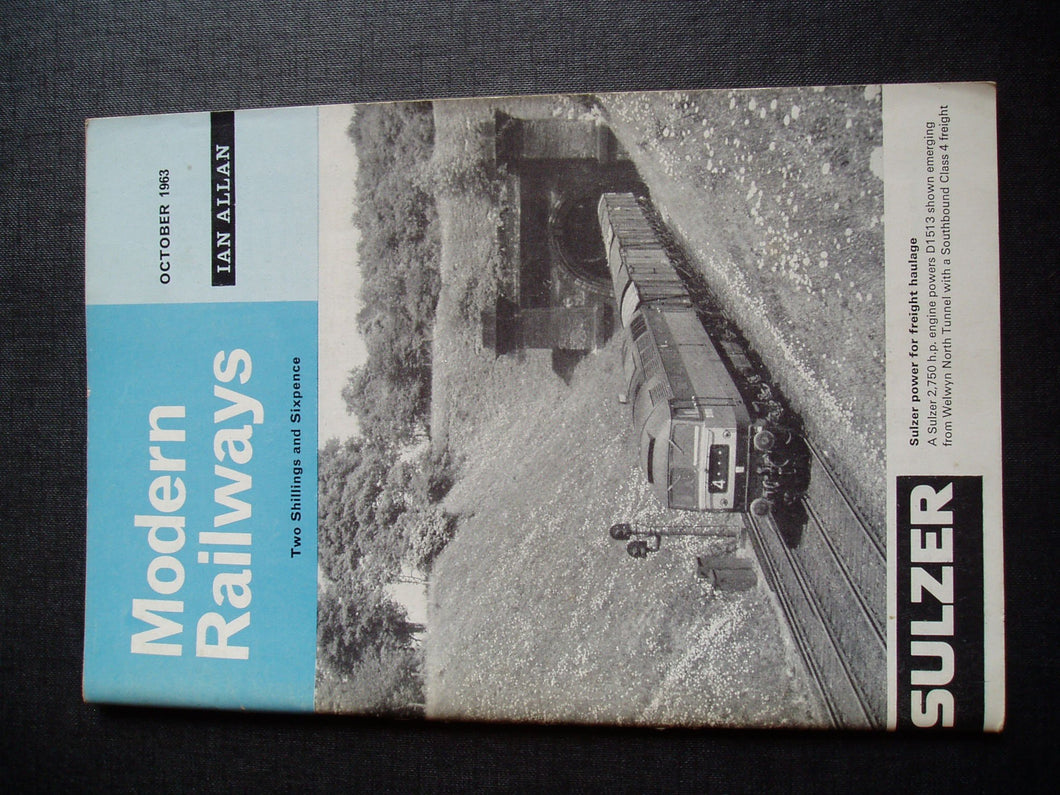 Modern
Railways
OCTOBER 1963
IAN ALLAN
Two Shillings and Sixpence
4
SULZER
Sulzer power for freight haulage
A Sulzer 2,750 h.p. engine powers D1513 shown emerging
from Welwyn North Tunnel with a Southbound Class 4 freight